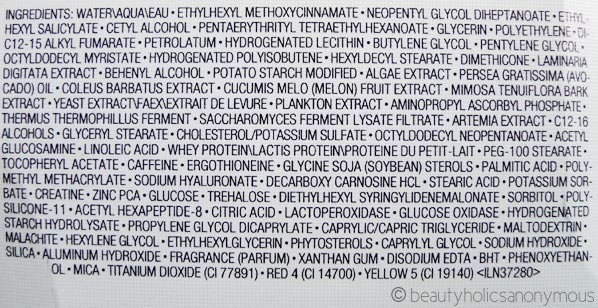 INGREDIENTS: WATER\AQUA\EAU • ETHYLHEXYL METHOXYCINNAMATE • NEOPENTYL GLYCOL DIHEPTANOATE • ETHYL-
HEXYL SALICYLATE • CETYL ALCOHOL • PENTAERYTHRITYL TETRAETHYLHEXANOATE • GLYCERIN • POLYETHYLENE • DI-
C12-15 ALKYL FUMARATE • PETROLATUM • HYDROGENATED LECITHIN • BUTYLENE GLYCOL • PENTYLENE GLYCOL •
OCTYLDODECYL MYRISTATE • HYDROGENATED POLYISOBUTENE • HEXYLDECYL STEARATE • DIMETHICONE • LAMINARIA
DIGITATA EXTRACT • BEHENYL ALCOHOL • POTATO STARCH MODIFIED • ALGAE EXTRACT • PERSEA GRATISSIMA (AVO-
CADO) OIL • COLEUS BARBATUS EXTRACT • CUCUMIS MELO (MELON) FRUIT EXTRACT • MIMOSA TENUIFLORA BARK
EXTRACT • YEAST EXTRACT\FAEX\EXTRAIT DE LEVURE • PLANKTON EXTRACT • AMINOPROPYL ASCORBYL PHOSPHATE •
THERMUS THERMOPHILLUS FERMENT • SACCHAROMYCES FERMENT LYSATE FILTRATE • ARTEMIA EXTRACT • C12-16
ALCOHOLS • GLYCERYL STEARATE • CHOLESTEROL/POTASSIUM SULFATE • OCTYLDODECYL NEOPENTANOATE • ACETYL
GLUCOSAMINE • LINOLEIC ACID • WHEY PROTEIN\LACTIS PROTEIN\PROTÉINE DU PETIT-LAIT • PEG-100 STEARATE •
TOCOPHERYL ACETATE • CAFFEINE • ERGOTHIONEINE • GLYCINE SOJA (SOYBEAN) STEROLS • PALMITIC ACID • POLY-
METHYL METHACRYLATE • SODIUM HYALURONATE • DECARBOXY CARNOSINE HCL • STEARIC ACID • POTASSIUM SOR-
BATE • CREATINE • ZINC PCA • GLUCOSE • TREHALOSE • DIETHYLHEXYL SYRINGYLIDENEMALONATE • SORBITOL • POLY-
SILICONE-11 • ACETYL HEXAPEPTIDE-8 • CITRIC ACID • LACTOPEROXIDASE • GLUCOSE OXIDASE • HYDROGENATED
STARCH HYDROLYSATE • PROPYLENE GLYCOL DICAPRYLATE • CAPRYLIC/CAPRIC TRIGLYCERIDE • MALTODEXTRIN •
MALACHITE • HEXYLENE GLYCOL • ETHYLHEXYLGLYCERIN • PHYTOSTEROLS • CAPRYLYL GLYCOL • SODIUM HYDROXIDE •
SILICA • ALUMINUM HYDROXIDE • FRAGRANCE (PARFUM) • XANTHAN GUM • DISODIUM EDTA • BHT • PHENOXYETHAN-
OL • MICA • TITANIUM DIOXIDE (CI 77891) • RED 4 (CI 14700) • YELLOW 5 (CI 19140) <ILN37280>
© beautyholicsanonymous